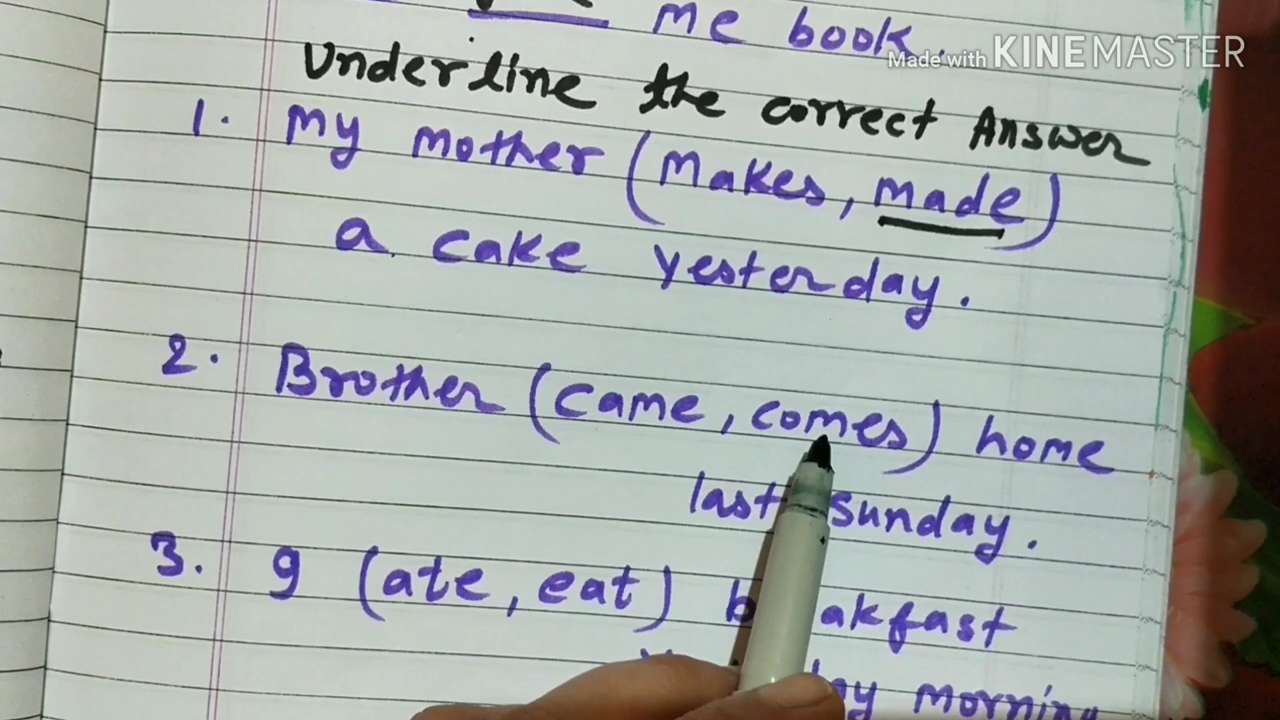 me book.
Made with KINEMASTER
Underline the correct Answer
1. My mother (Makes, made)
a cake yesterday.
2. Brother (came, comes) home
last sunday.
3. I (ate, eat)
morning